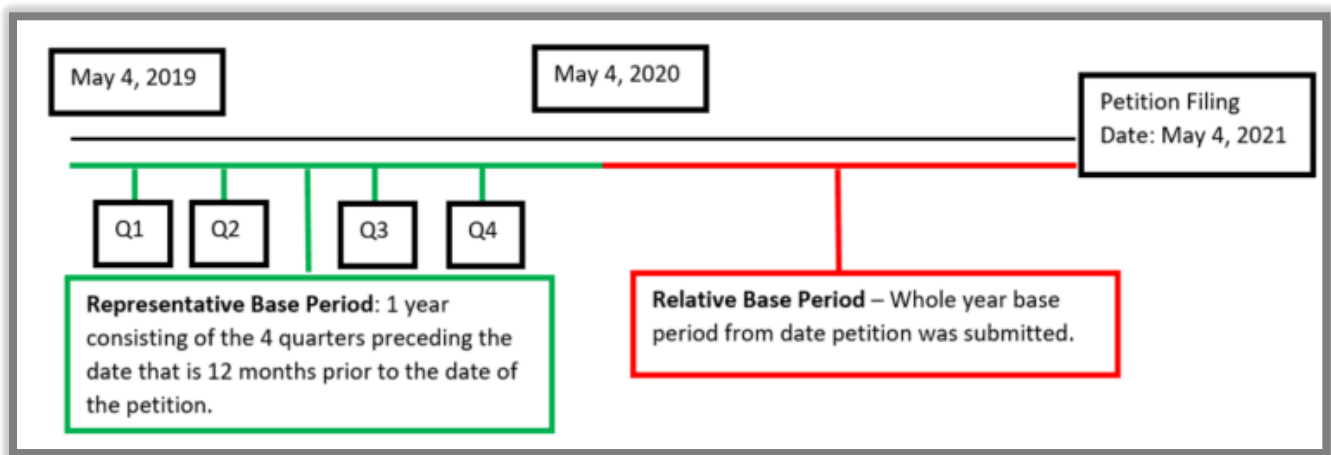 May 4, 2019
May 4, 2020
Petition Filing
Date: May 4, 2021
Q1
Q2
Q3
Q4
Representative Base Period: 1 year
consisting of the 4 quarters preceding the
date that is 12 months prior to the date of
the petition.
Relative Base Period – Whole year base
period from date petition was submitted.